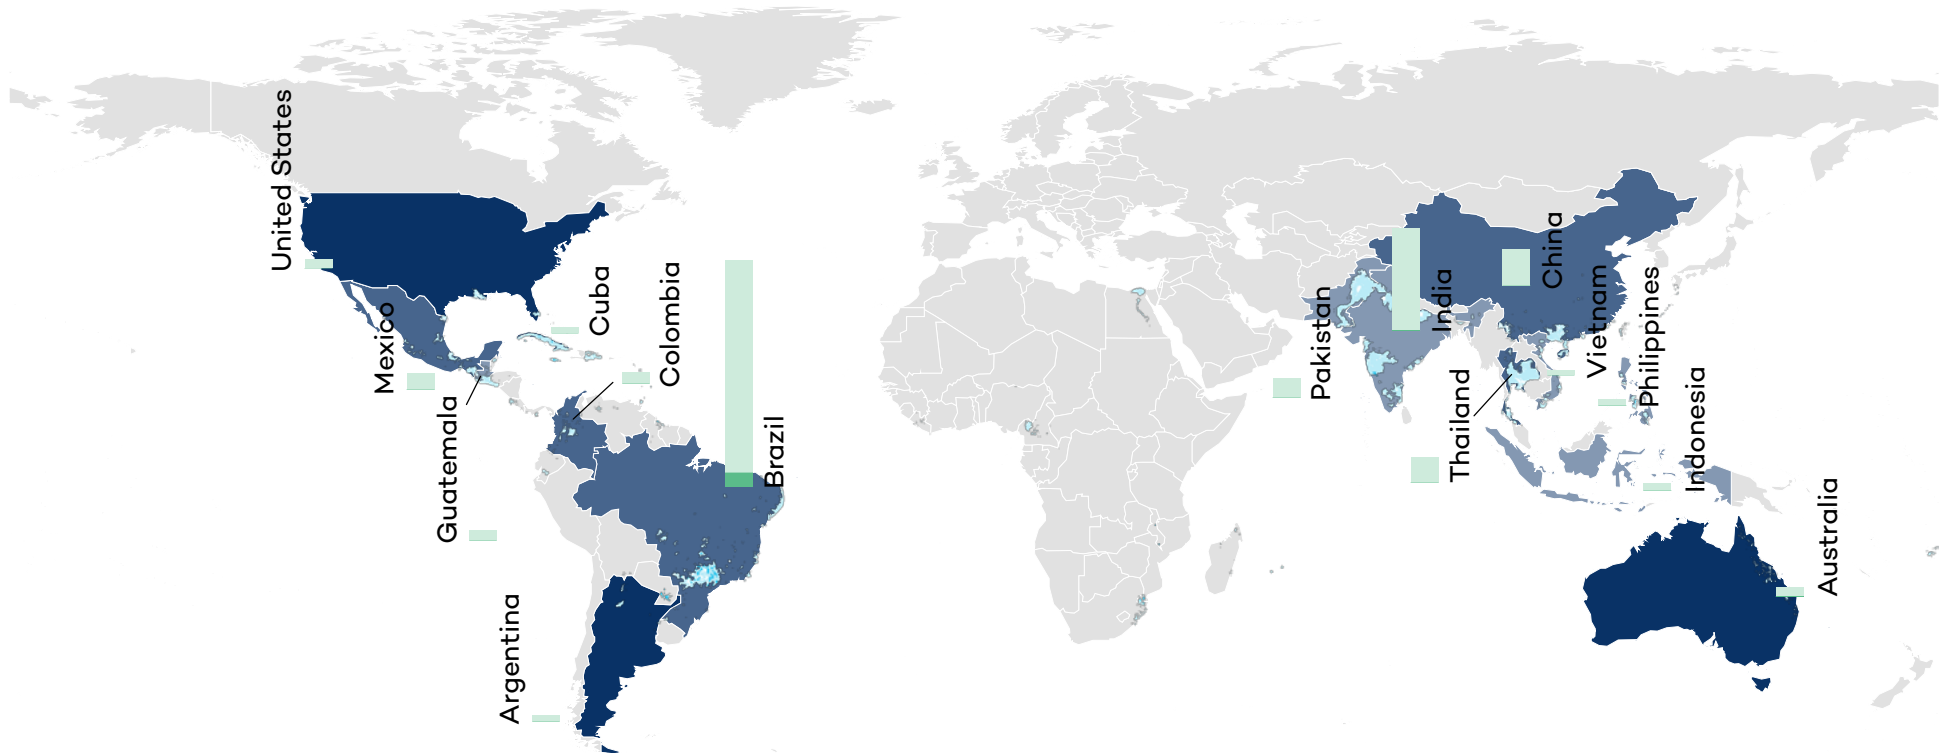 United States
Mexico
Guatemala
Argentina
Cuba
Colombia
Brazil
Pakistan
India
China
Thailand
Vietnam
Philippines
Indonesia
Australia